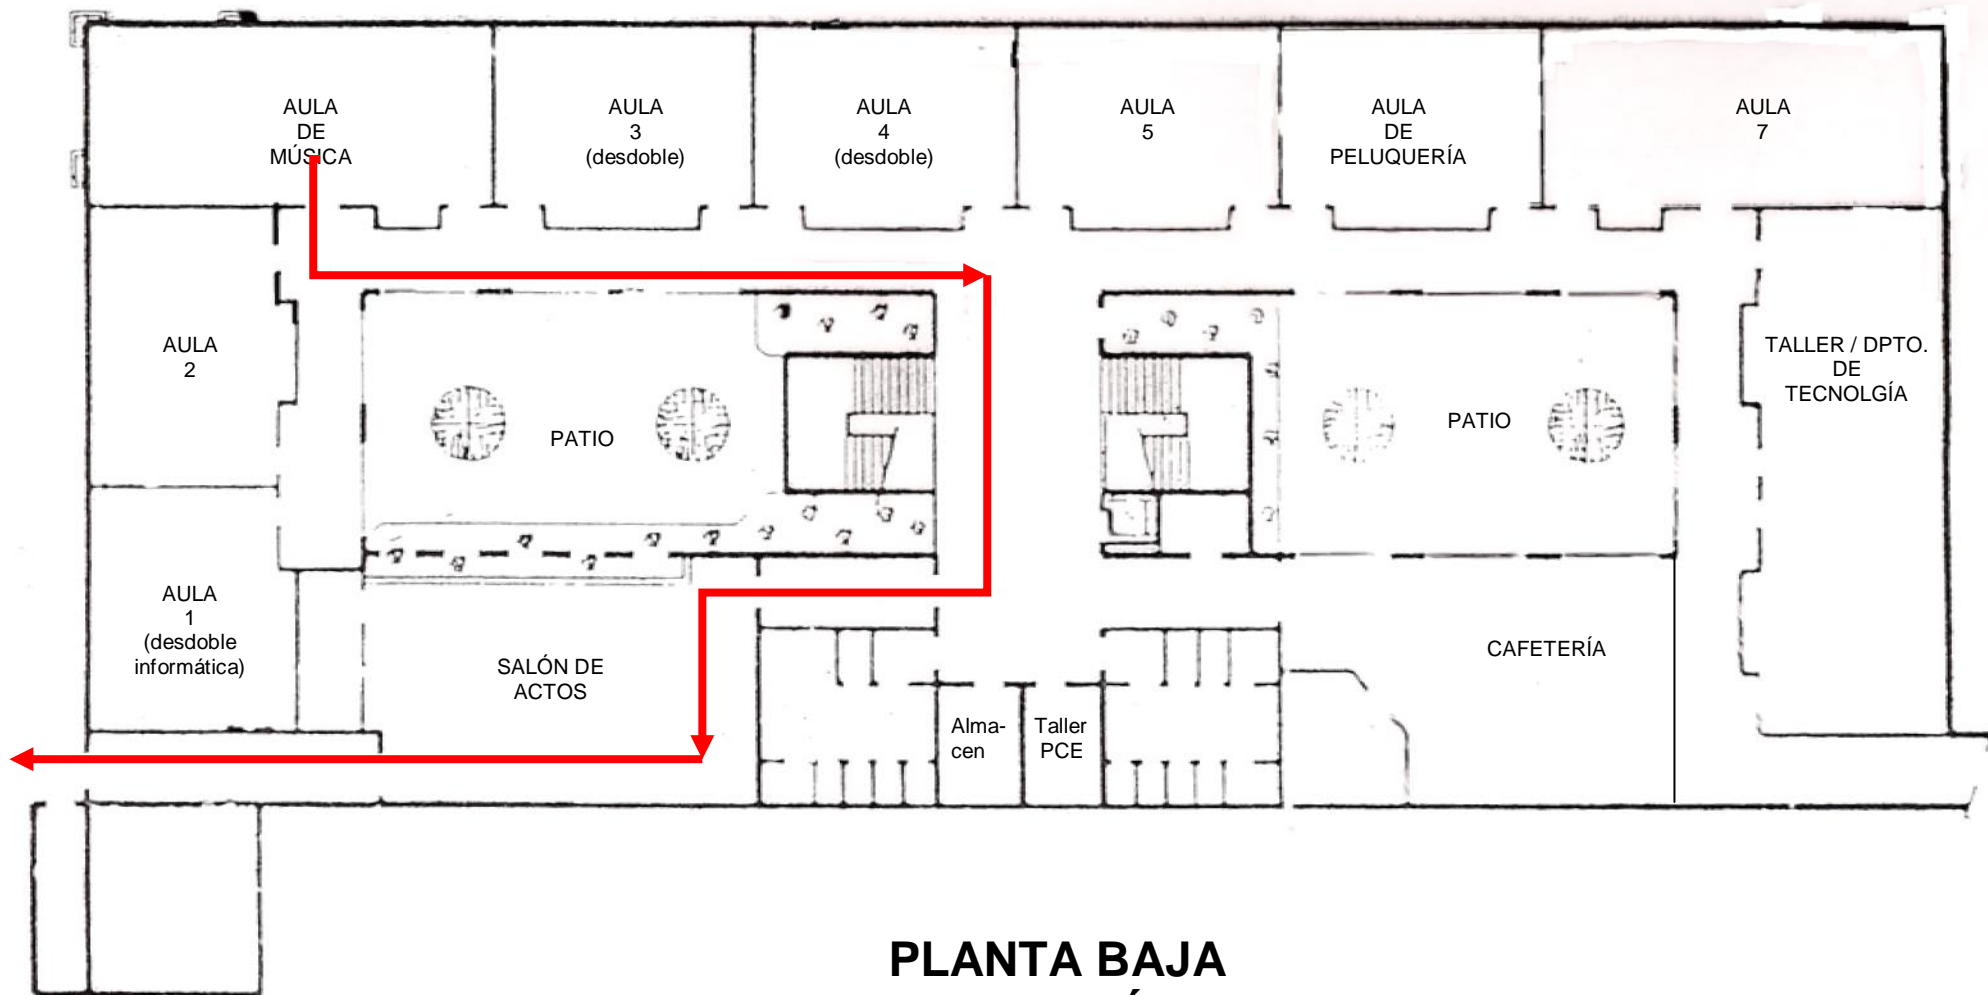 AULA
DE
MÚSICA
AULA
3
(desdoble)
AULA
4
(desdoble)
AULA
5
AULA
DE
PELUQUERÍA
AULA
7
AULA
2
PATIO
PATIO
TALLER / DPTO.
DE
TECNOLGÍA
AULA
1
(desdoble
informática)
SALÓN DE
ACTOS
CAFETERÍA
Alma-
cen
Taller
PCE
PLANTA BAJA